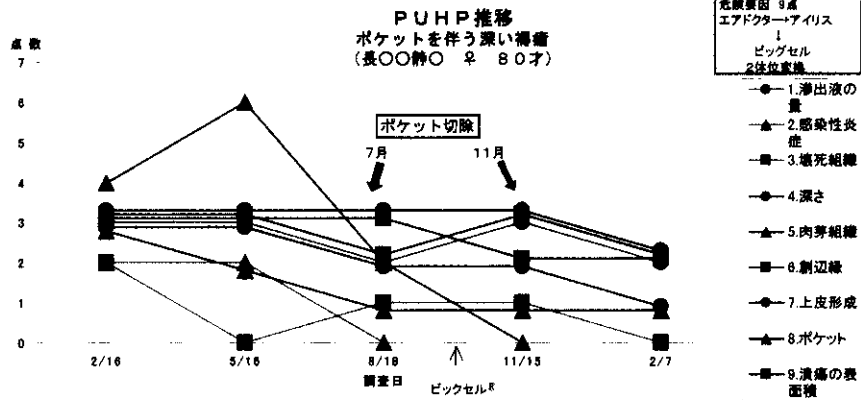 PUHP推移
ポケットを伴う深い褥瘡
(長〇〇静〇 ♀ 80才)
危険要因 9点
エアドクター→アイリス
↓
ビッグセル
2体位変換
点数
7
6
5
4
3
2
1
0
ポケット切除
7月
11月
2/16
5/16
8/18
11/15
2/7
調査日
ビックセルR
1.滲出液の量
2.感染性炎症
3.壊死組織
4.深さ
5.肉芽組織
6.創辺縁
7.上皮形成
8.ポケット
9.潰瘍の表面積